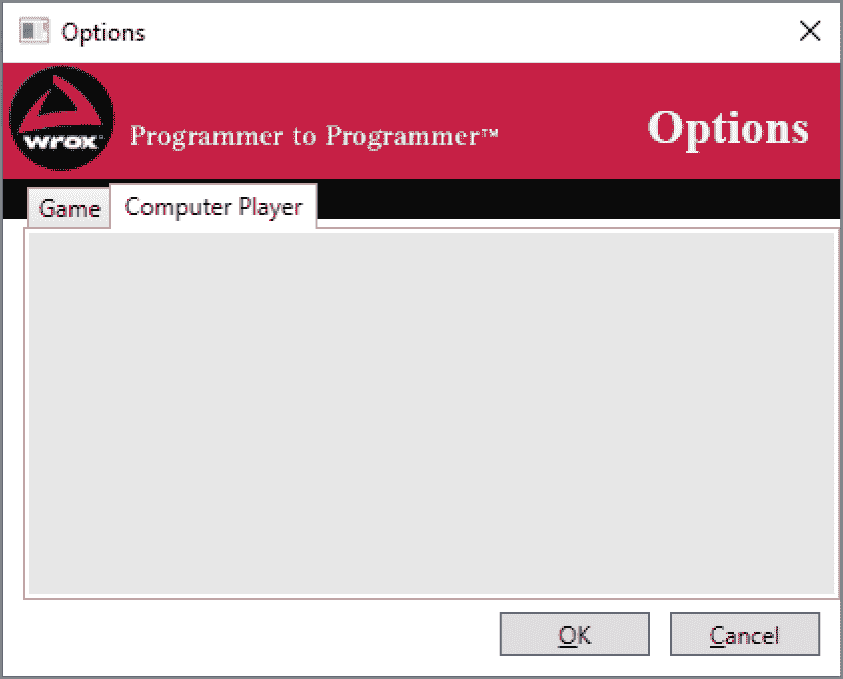 Options
wrox
Programmer to Programmer™
Options
Game
Computer Player
OK
Cancel